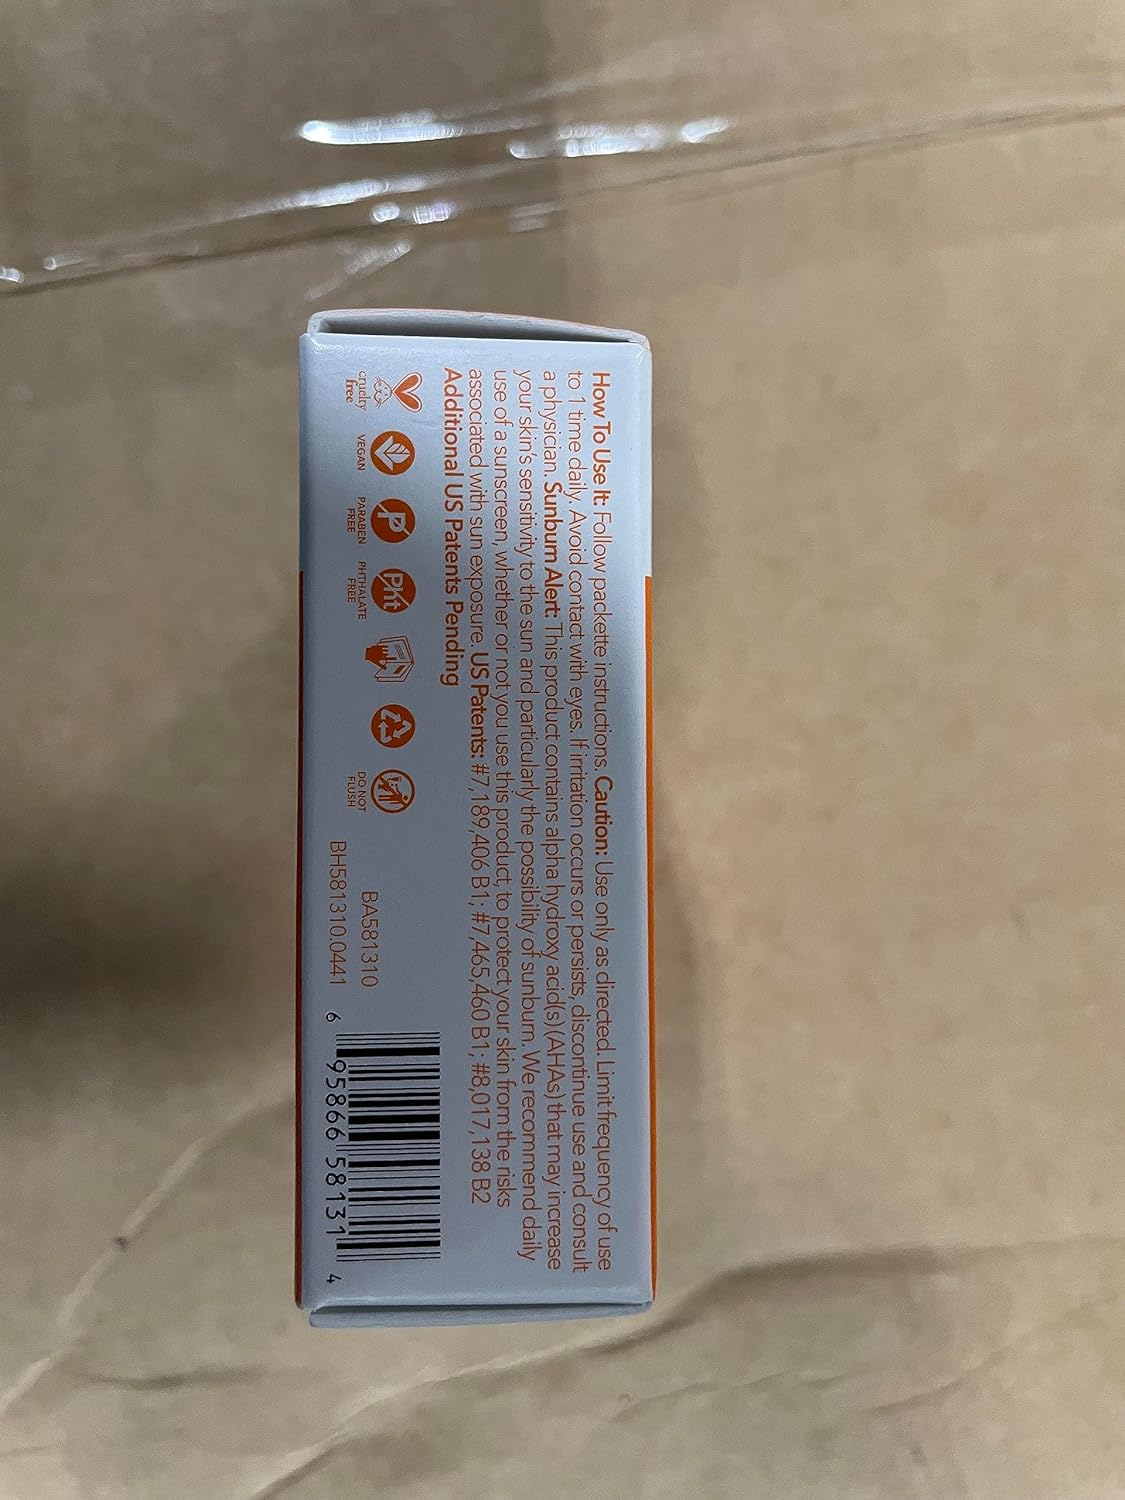 How To Use It: Follow packette instructions. Caution: Use only as directed. Limit frequency of use
to 1 time daily. Avoid contact with eyes. If irritation occurs or persists, discontinue use and consult
a physician. Sunburn Alert: This product contains alpha hydroxy acid(s) (AHAs) that may increase
your skin's sensitivity to the sun and particularly the possibility of sunburn. We recommend daily
use of a sunscreen, whether or not you use this product, to protect your skin from the risks
associated with sun exposure. US Patents: #7,189,406 B1; #7,465,460 B1; #8,017,138 B2
Additional US Patents Pending
cruelty
free
VEGAN
P
PARABEN
FREE
Pht
PHTHALATE
FREE
DO NOT
FLUSH
BA581310
BH581310.0441
6 95866 58131 4